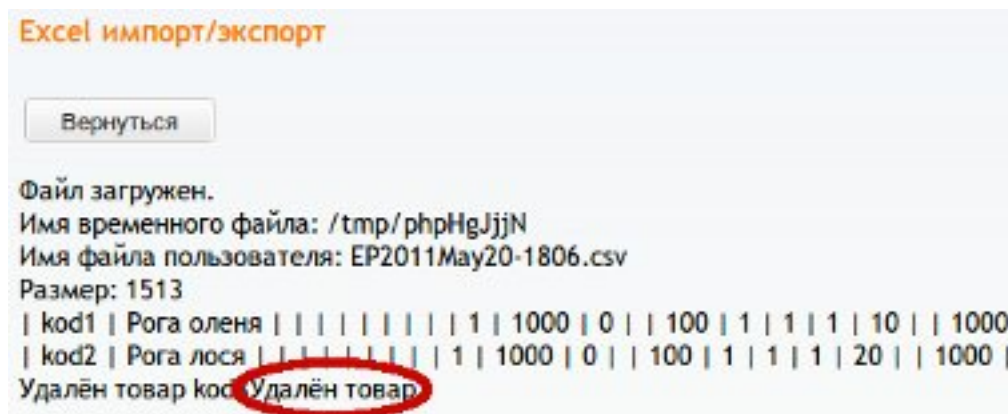 Excel импорт/экспорт
Вернуться
Файл загружен.
Имя временного файла: /tmp/phpHgJjjN
Имя файла пользователя: EP2011May20-1806.csv
Размер: 1513
| kod1 | Рога оленя | | | | | | | | | 1 | 1000 | 0 | | 100 | 1 | 1 | 1 | 10 | | 1000
| kod2 | Рога лося | | | | | | | | | 1 | 1000 | 0 | | 100 | 1 | 1 | 1 | 20 | | 1000 |
Удалён товар Удалён товар